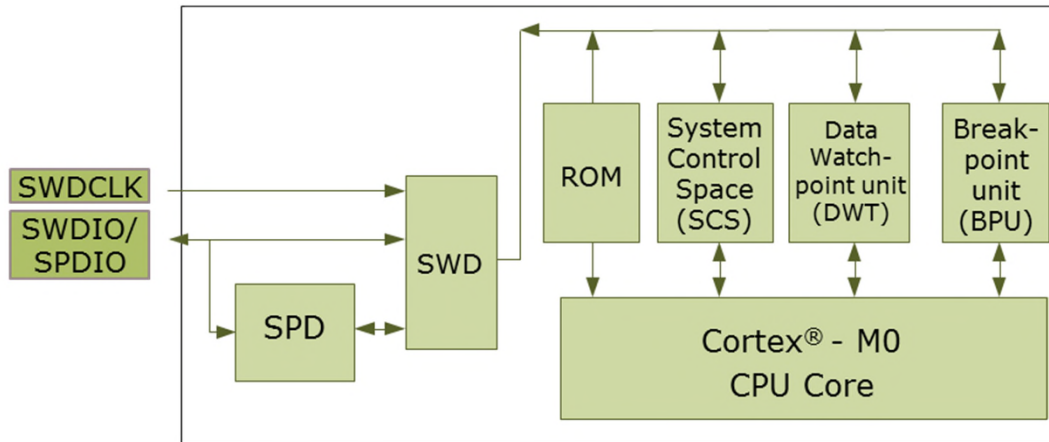 SWDCLK
SWDIO/
SPDIO
SPD
SWD
ROM
System
Control
Space
(SCS)
Data
Watch-
point unit
(DWT)
Break-
point
unit
(BPU)
Cortex® - M0
CPU Core